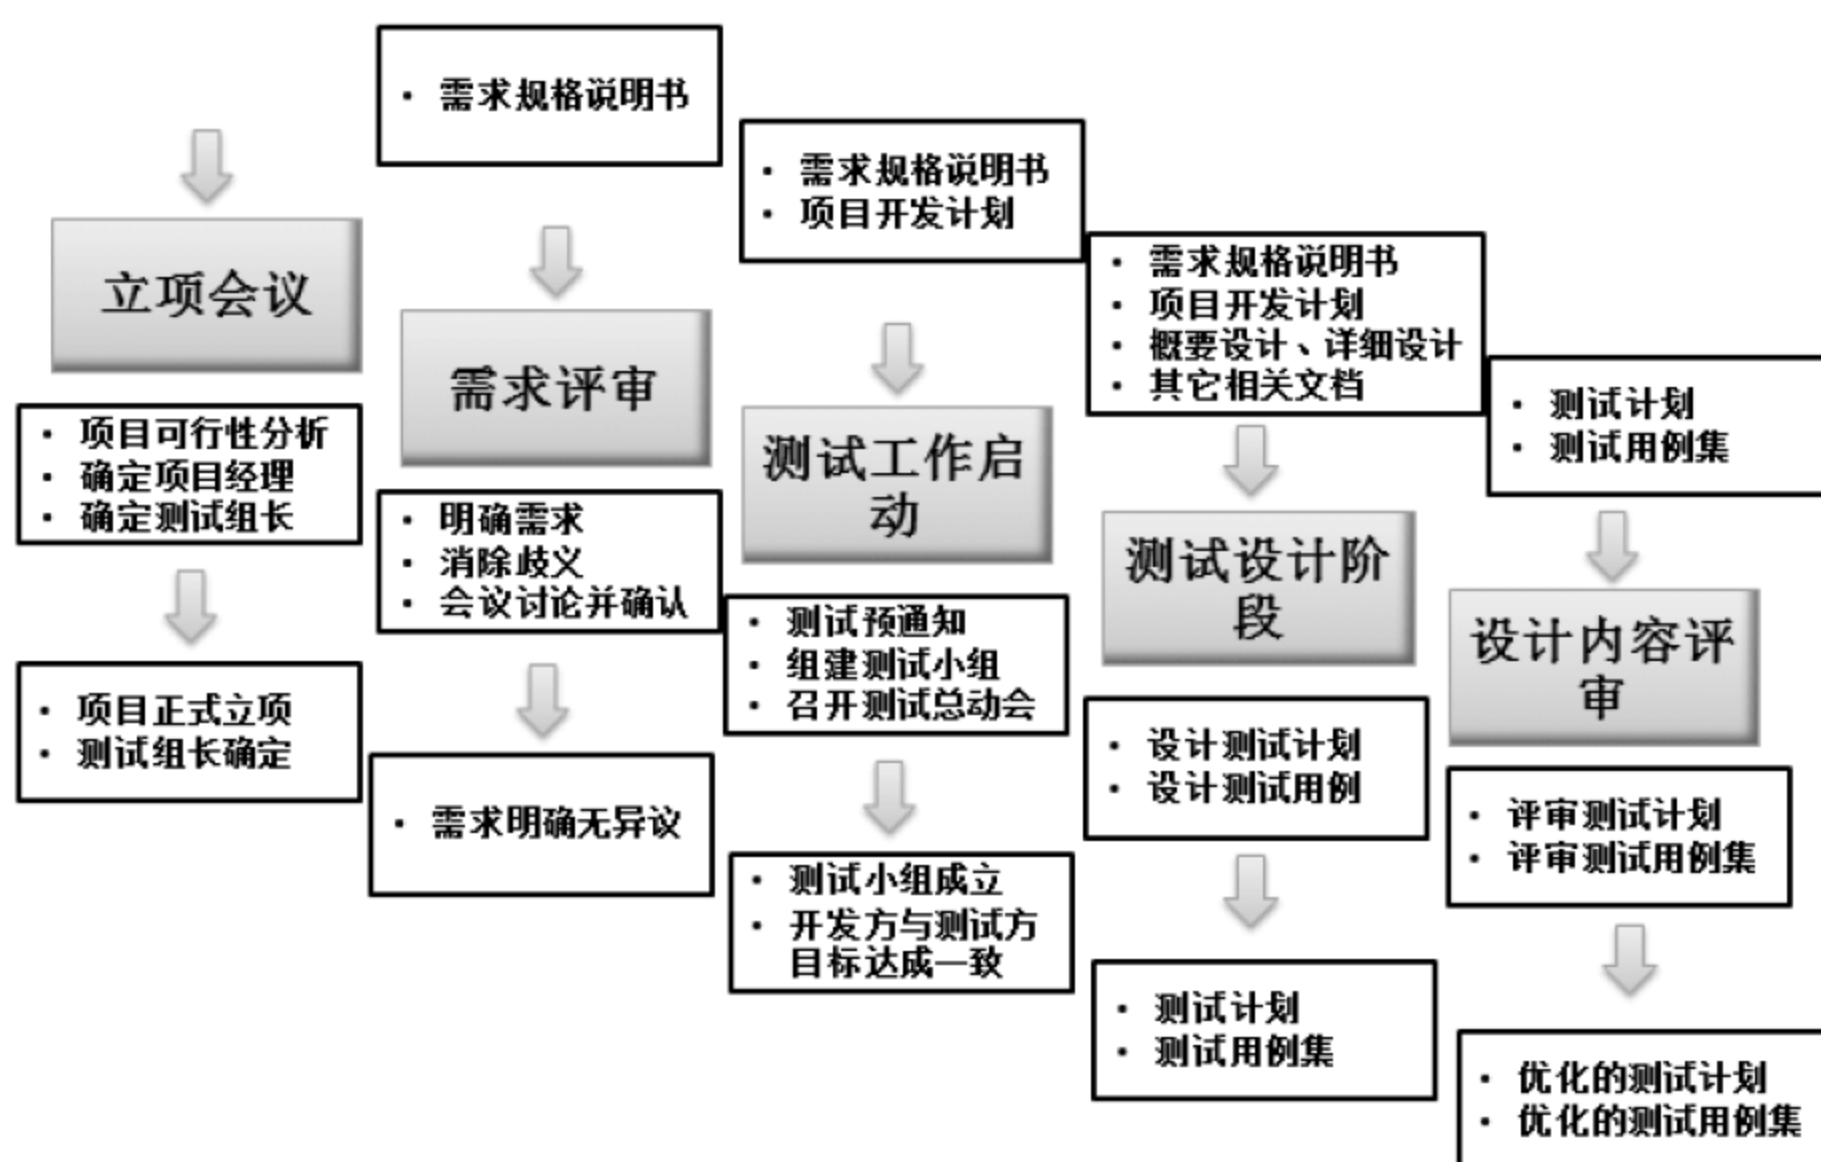 立项会议
• 项目可行性分析
• 确定项目经理
• 确定测试组长
• 项目正式立项
• 测试组长确定
• 需求规格说明书
需求评审
• 明确需求
• 消除歧义
• 会议讨论并确认
• 需求明确无异议
• 需求规格说明书
• 项目开发计划
测试工作启
动
• 测试预通知
• 组建测试小组
• 召开测试总动会
• 测试小组成立
• 开发方与测试方
目标达成一致
• 需求规格说明书
• 项目开发计划
• 概要设计、详细设计
• 其它相关文档
测试设计阶
段
• 设计测试计划
• 设计测试用例
• 测试计划
• 测试用例集
• 测试计划
• 测试用例集
设计内容评
审
• 评审测试计划
• 评审测试用例集
• 优化的测试计划
• 优化的测试用例集